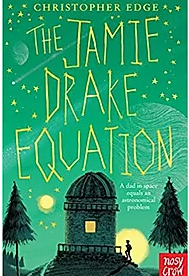 CHRISTOPHER EDGE
THE
JAMIE
DRAKE
EQUATION
A dad in space
equals an
astronomical
problem
nosy
crow